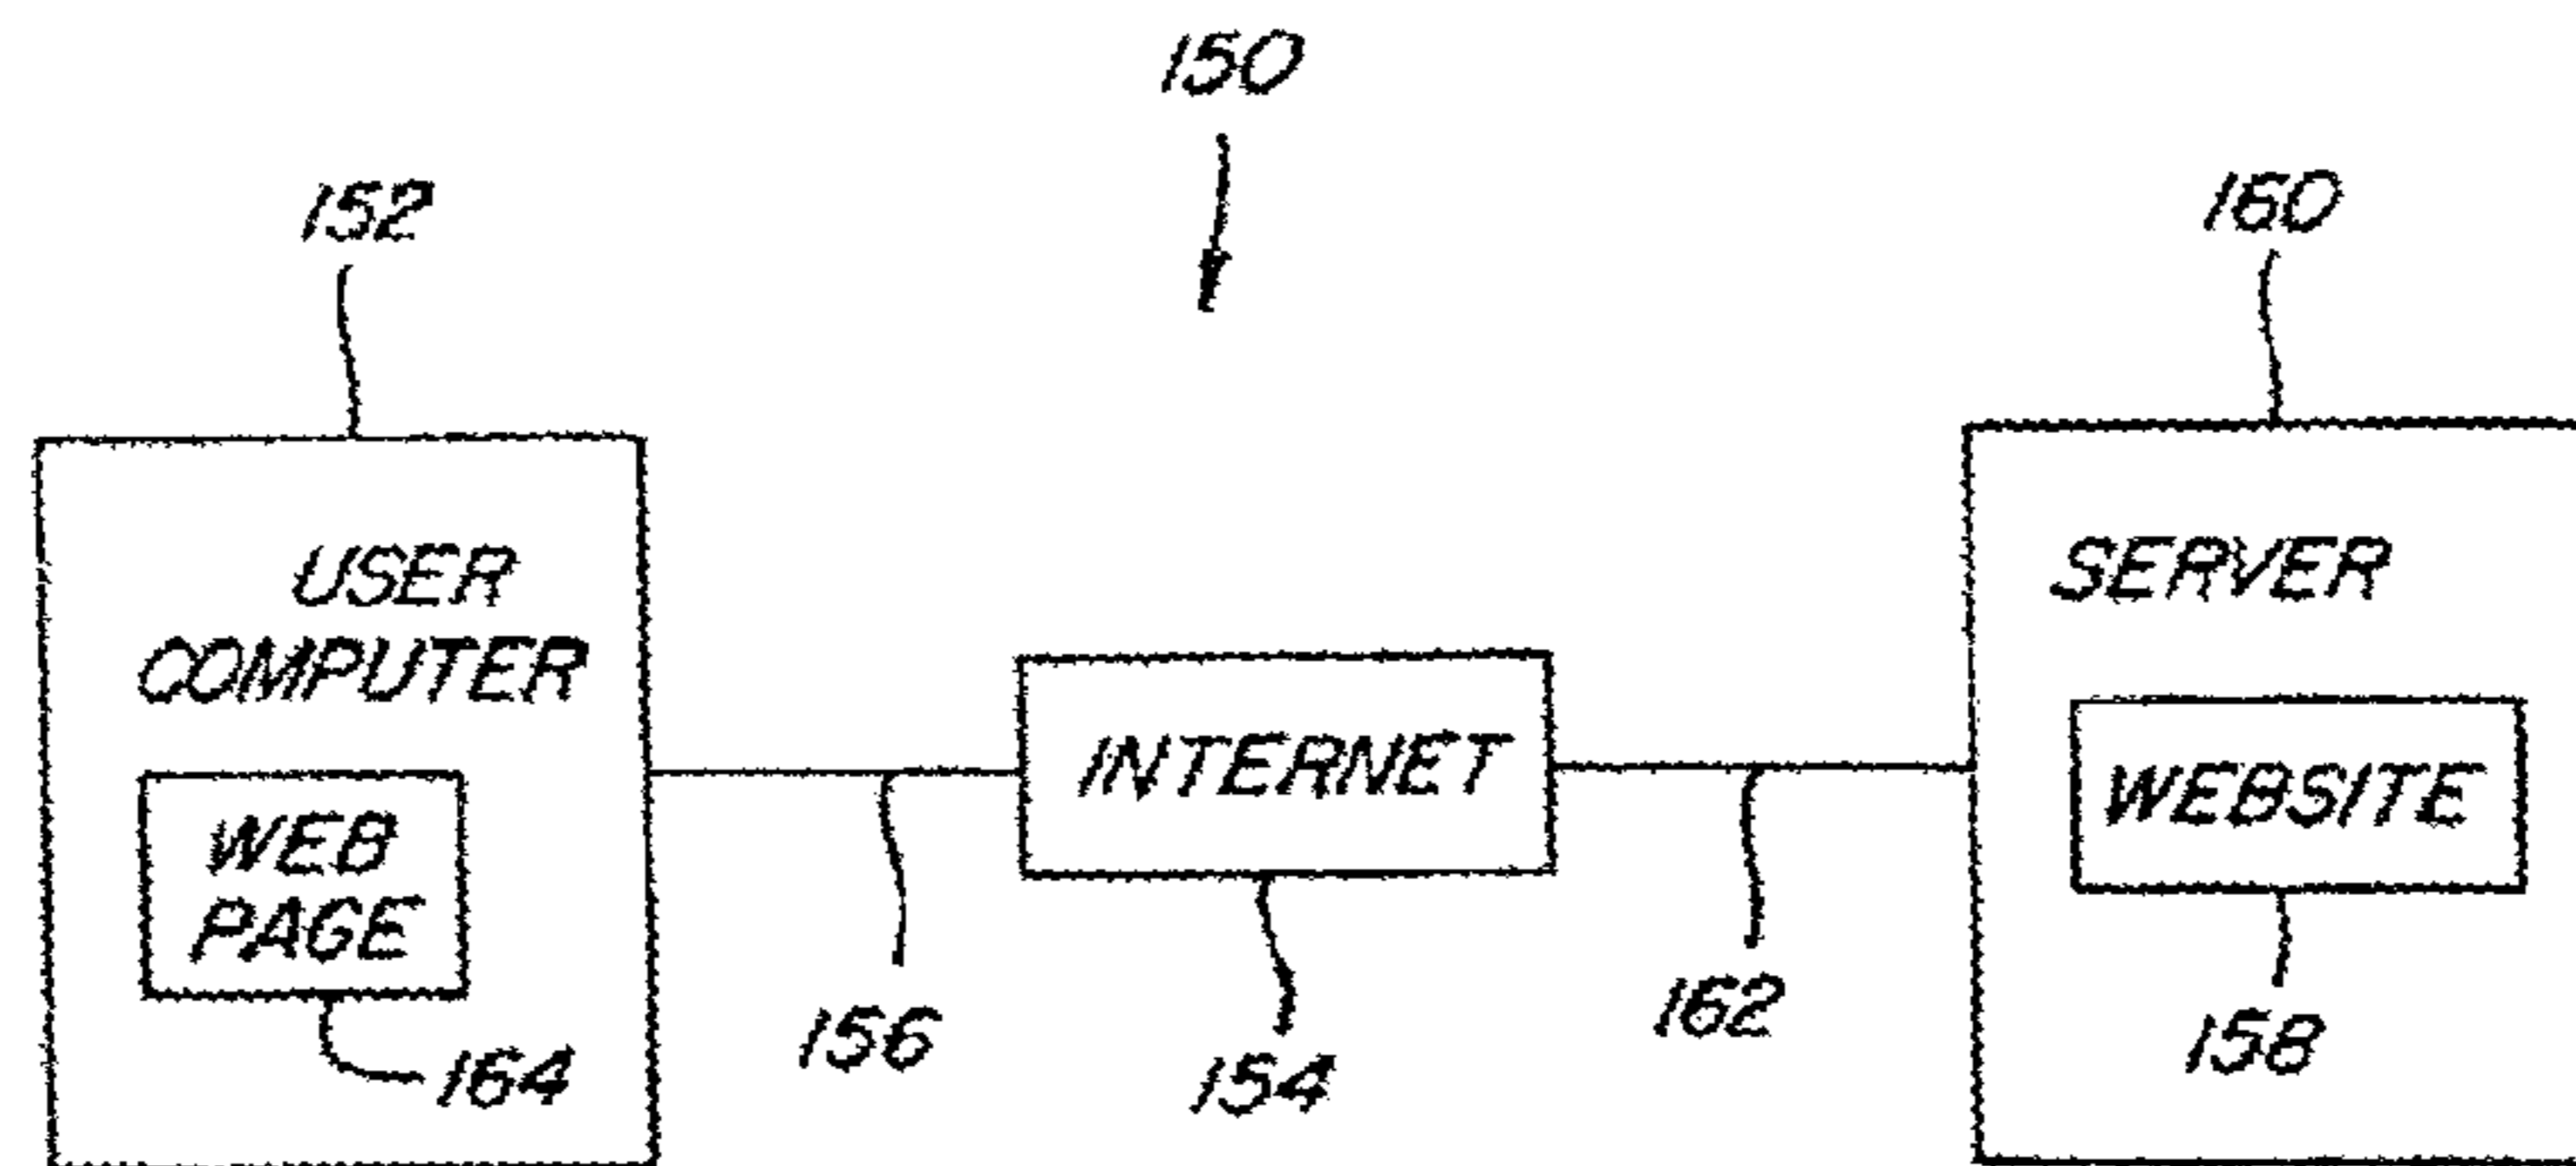 150
152
160
USER
COMPUTER
SERVER
INTERNET
WEBSITE
WEB
PAGE
156
162
158
164
154